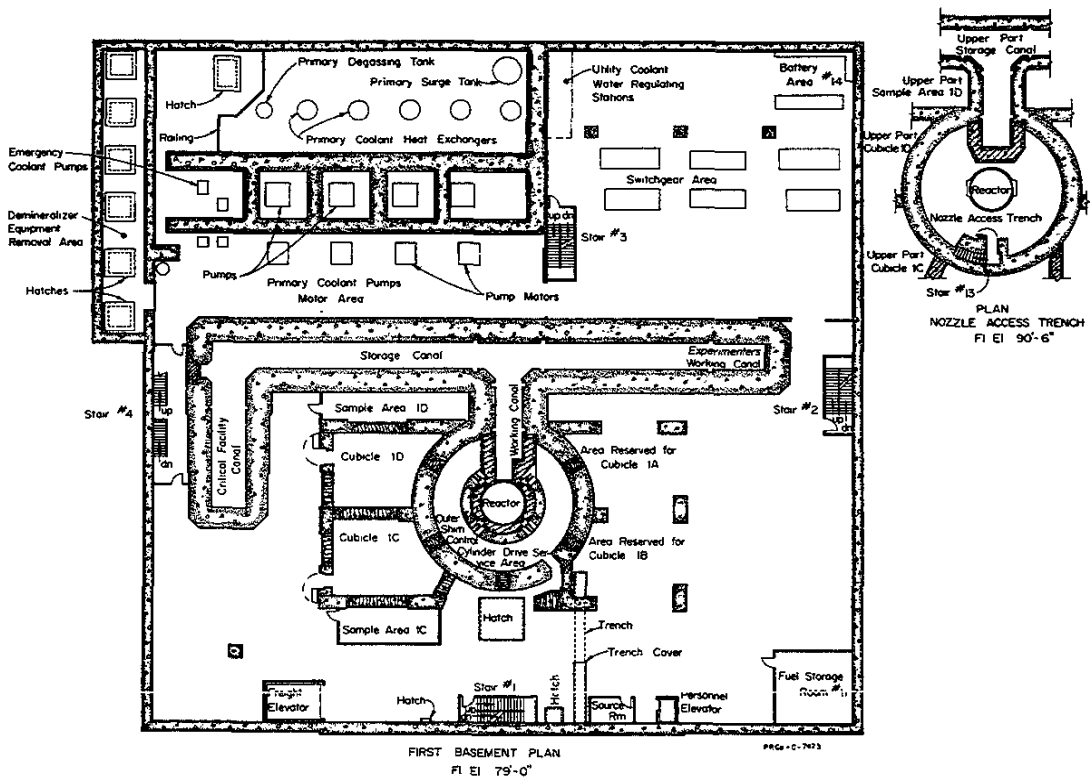 Primary Degassing Tank
Primary Surge Tank
Hatch
Railing
Primary Coolant Heat Exchangers
Utility Coolant
Water Regulating
Stations
Battery
Area #14
Emergency
Coolant Pumps
Demineralizer
Equipment
Removal Area
Hatches
Switchgear Area
up dn
Stair #3
Pumps
Primary Coolant Pumps
Motor Area
Pump Motors
Storage Canal
Experimenters
Working Canal
Stair #4
up
dn
Critical Facility
Canal
Sample Area 1D
Working Canal
Stair #2
up
dn
Cubicle 1D
Area Reserved for
Cubicle 1A
Reactor
Outer
Shim
Control
Cylinder Drive Ser-
vice Area
Cubicle 1C
Area Reserved for
Cubicle 1B
Sample Area 1C
Hatch
Trench
Trench Cover
Fuel Storage
Room
Freight
Elevator
Hatch
Stair #1
Hatch
Source
Rm
Personnel
Elevator
FIRST BASEMENT PLAN
Fl El 79'-0"
Upper Part
Storage Canal
Upper Part
Sample Area 1D
Upper Part
Cubicle 1D
Reactor
Nozzle Access Trench
Upper Part
Cubicle 1C
Stair #13
PLAN
NOZZLE ACCESS TRENCH
Fl El 90'-6"